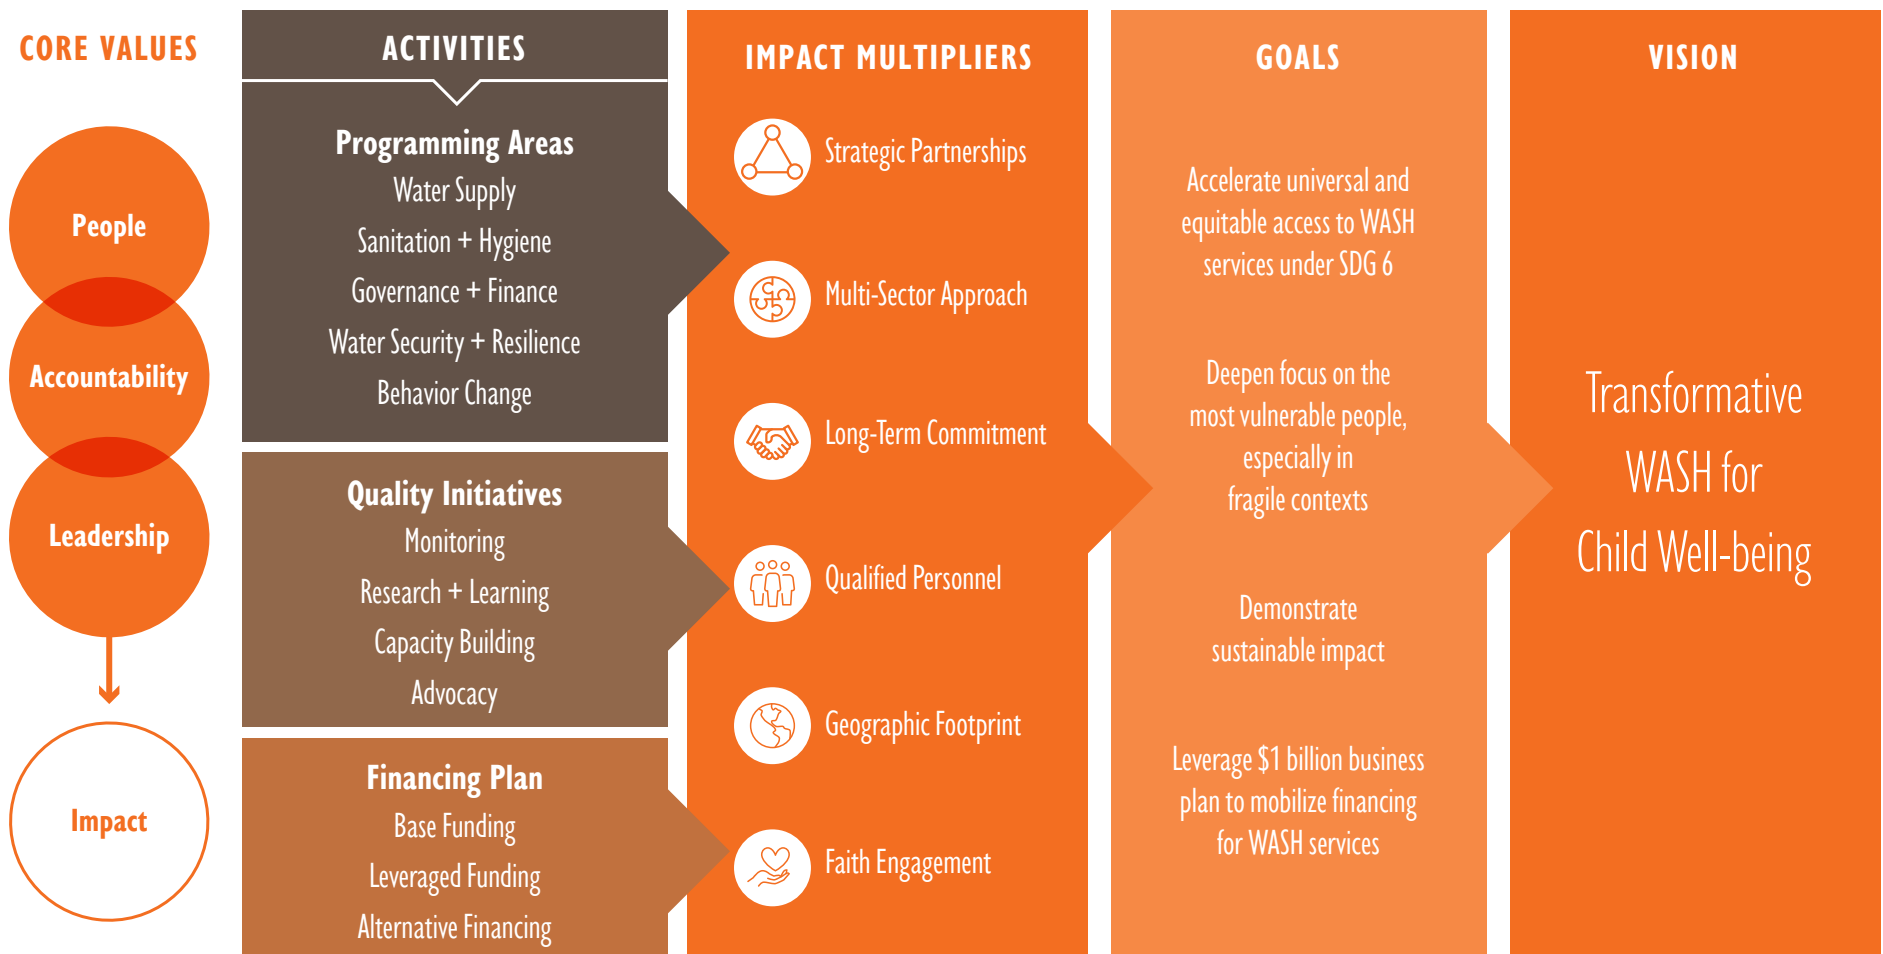 CORE VALUES
People
Accountability
Leadership
Impact
ACTIVITIES
Programming Areas
Water Supply
Sanitation + Hygiene
Governance + Finance
Water Security + Resilience
Behavior Change
Quality Initiatives
Monitoring
Research + Learning
Capacity Building
Advocacy
Financing Plan
Base Funding
Leveraged Funding
Alternative Financing
IMPACT MULTIPLIERS
Strategic Partnerships
Multi-Sector Approach
Long-Term Commitment
Qualified Personnel
Geographic Footprint
Faith Engagement
GOALS
Accelerate universal and
equitable access to WASH
services under SDG 6
Deepen focus on the
most vulnerable people,
especially in
fragile contexts
Demonstrate
sustainable impact
Leverage $1 billion business
plan to mobilize financing
for WASH services
VISION
Transformative
WASH for
Child Well-being